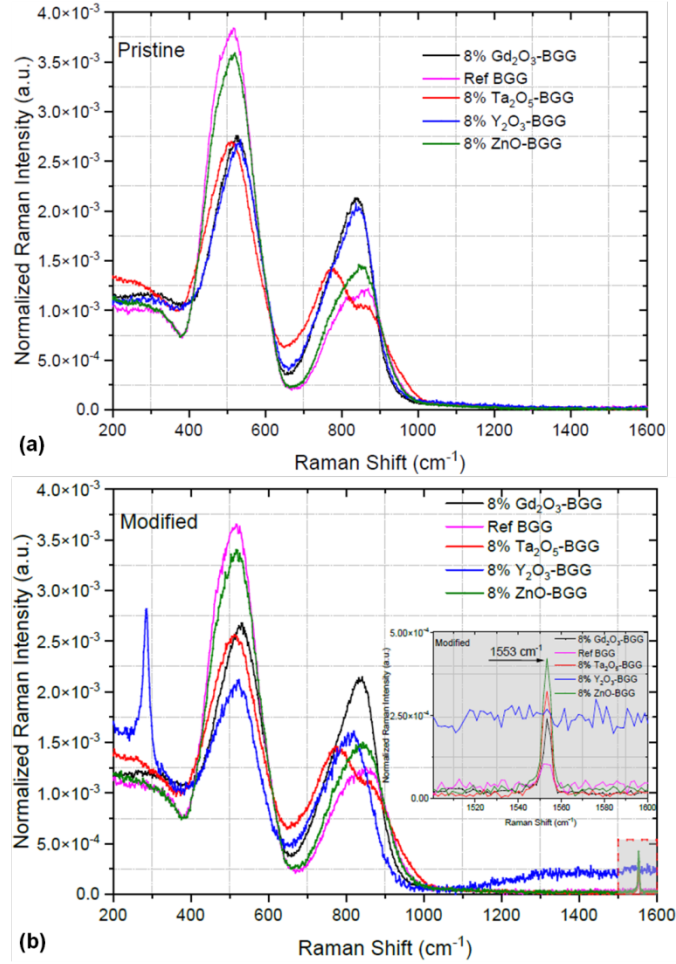 Pristine
8% Gd₂O₃-BGG
Ref BGG
8% Ta₂O₅-BGG
8% Y₂O₃-BGG
8% ZnO-BGG
Normalized Raman Intensity (a.u.)
4.0×10⁻³
3.5×10⁻³
3.0×10⁻³
2.5×10⁻³
2.0×10⁻³
1.5×10⁻³
1.0×10⁻³
5.0×10⁻⁴
0.0
200 400 600 800 1000 1200 1400 1600
(a)
Raman Shift (cm⁻¹)
Modified
8% Gd₂O₃-BGG
Ref BGG
8% Ta₂O₅-BGG
8% Y₂O₃-BGG
8% ZnO-BGG
Normalized Raman Intensity (a.u.)
4.0×10⁻³
3.5×10⁻³
3.0×10⁻³
2.5×10⁻³
2.0×10⁻³
1.5×10⁻³
1.0×10⁻³
5.0×10⁻⁴
0.0
Modified
1553 cm⁻¹
8% Gd₂O₃-BGG
Ref BGG
8% Ta₂O₅-BGG
8% Y₂O₃-BGG
8% ZnO-BGG
Normalized Raman Intensity (a.u.)
5.00×10⁻⁴
2.50×10⁻⁴
0.00
1520 1540 1560 1580 1600
Raman Shift (cm⁻¹)
200 400 600 800 1000 1200 1400 1600
(b)
Raman Shift (cm⁻¹)